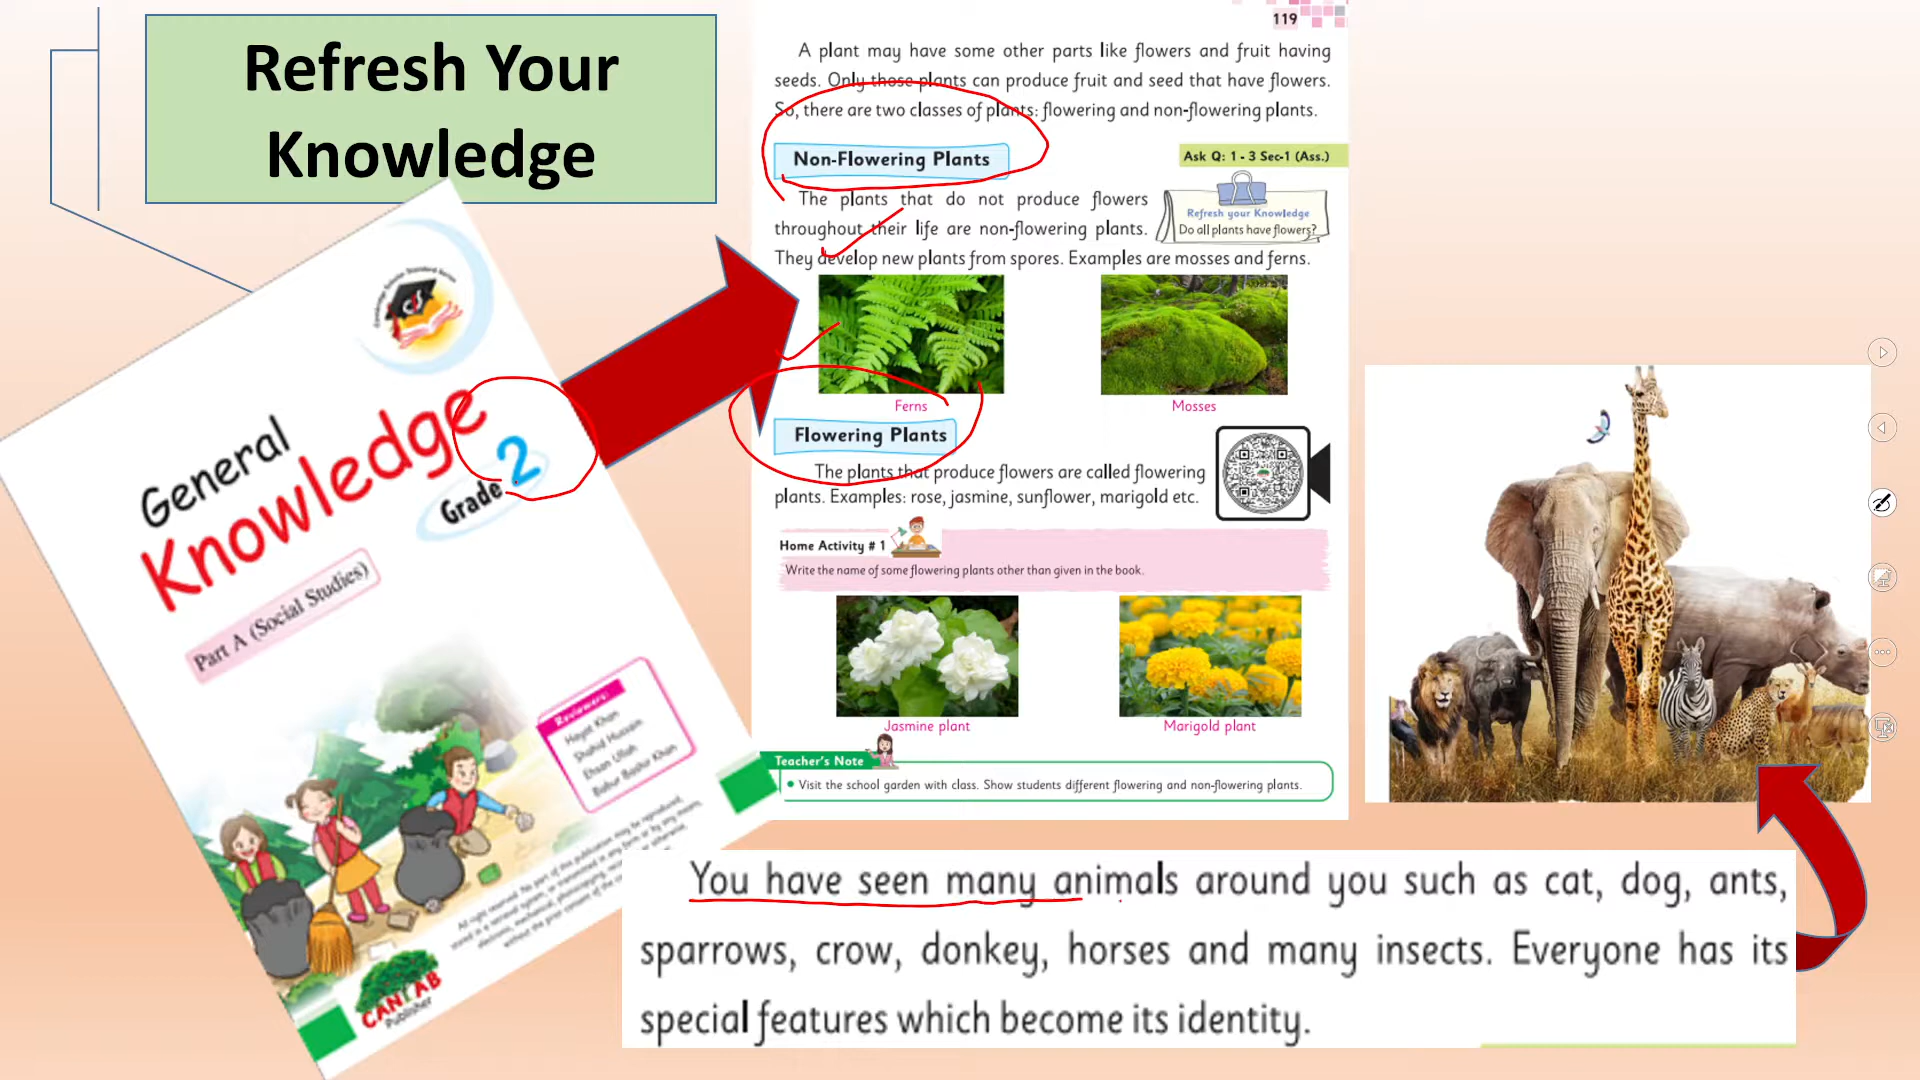 Refresh Your
Knowledge
119
A plant may have some other parts like flowers and fruit having
seeds. Only those plants can produce fruit and seed that have flowers.
So, there are two classes of plants: flowering and non-flowering plants.
Non-Flowering Plants
Ask Q: 1 - 3 Sec-1 (Ass.)
The plants that do not produce flowers
throughout their life are non-flowering plants.
They develop new plants from spores. Examples are mosses and ferns.
Refresh your Knowledge
Do all plants have flowers?
Ferns
Mosses
Flowering Plants
The plants that produce flowers are called flowering
plants. Examples: rose, jasmine, sunflower, marigold etc.
Home Activity # 1
Write the name of some flowering plants other than given in the book.
Jasmine plant
Marigold plant
Teacher's Note
• Visit the school garden with class. Show students different flowering and non-flowering plants.
General
Knowledge
Grade 2
Part A (Social Studies)
Reviewers:
Hayat Khan
Shahid Hussain
Ehsan Ullah
Babur Bashir Khan
CANTAB
Publisher
You have seen many animals around you such as cat, dog, ants,
sparrows, crow, donkey, horses and many insects. Everyone has its
special features which become its identity.